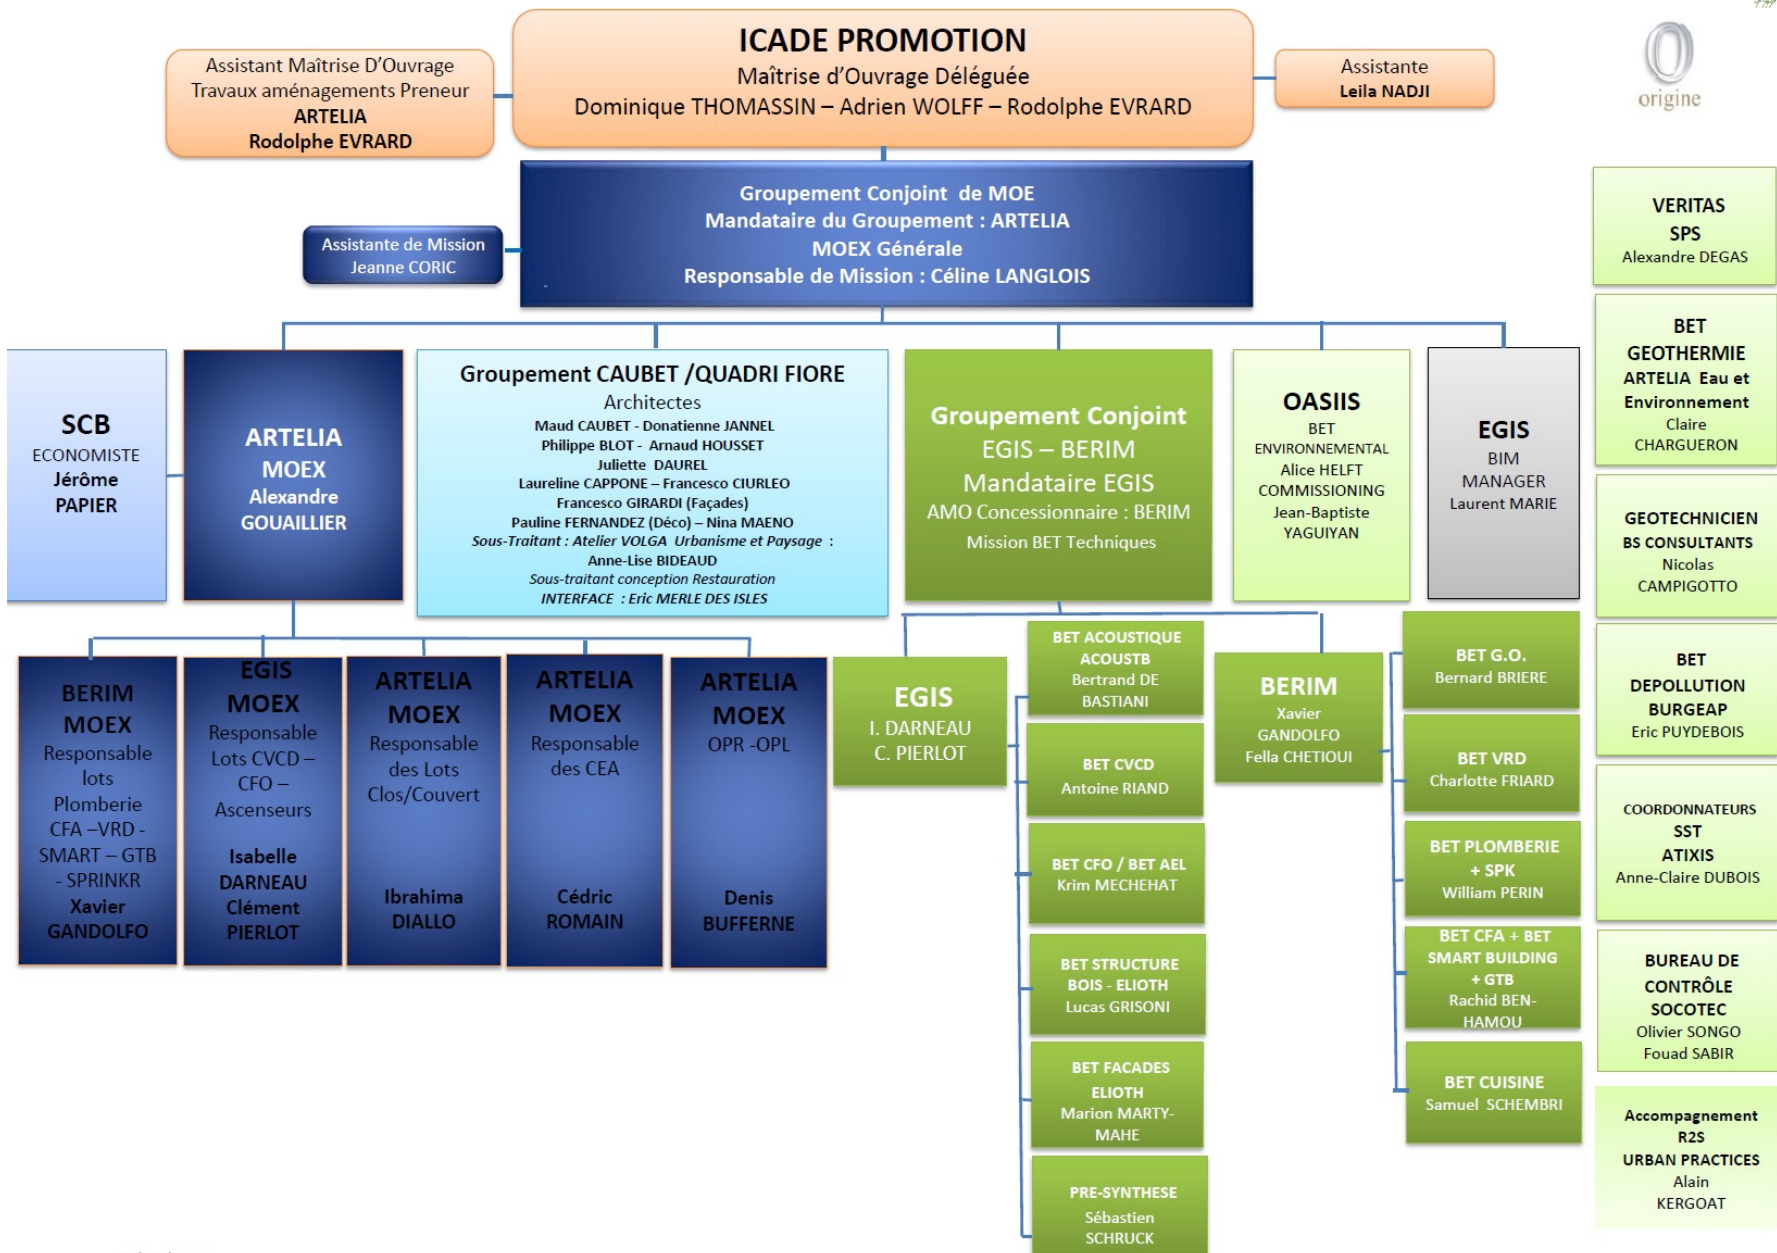 ICADE PROMOTION
Maîtrise d'Ouvrage Déléguée
Dominique THOMASSIN – Adrien WOLFF – Rodolphe EVRARD
Assistant Maîtrise D'Ouvrage
Travaux aménagements Preneur
ARTELIA
Rodolphe EVRARD
Assistante
Leila NADJI
origine
Groupement Conjoint de MOE
Mandataire du Groupement : ARTELIA
MOEX Générale
Responsable de Mission : Céline LANGLOIS
Assistante de Mission
Jeanne CORIC
SCB
ECONOMISTE
Jérôme
PAPIER
ARTELIA
MOEX
Alexandre
GOUAILLIER
Groupement CAUBET /QUADRI FIORE
Architectes
Maud CAUBET - Donatienne JANNEL
Philippe BLOT - Arnaud HOUSSET
Juliette DAUREL
Laureline CAPPONE – Francesco CIURLEO
Francesco GIRARDI (Façades)
Pauline FERNANDEZ (Déco) – Nina MAENO
Sous-Traitant : Atelier VOLGA Urbanisme et Paysage :
Anne-Lise BIDEAUD
Sous-traitant conception Restauration
INTERFACE : Eric MERLE DES ISLES
Groupement Conjoint
EGIS – BERIM
Mandataire EGIS
AMO Concessionnaire : BERIM
Mission BET Techniques
OASIIS
BET
ENVIRONNEMENTAL
Alice HELFT
COMMISSIONING
Jean-Baptiste
YAGUIYAN
EGIS
BIM
MANAGER
Laurent MARIE
BERIM
MOEX
Responsable
lots
Plomberie
CFA –VRD -
SMART – GTB
- SPRINKR
Xavier
GANDOLFO
EGIS
MOEX
Responsable
Lots CVCD –
CFO –
Ascenseurs
Isabelle
DARNEAU
Clément
PIERLOT
ARTELIA
MOEX
Responsable
des Lots
Clos/Couvert
Ibrahima
DIALLO
ARTELIA
MOEX
Responsable
des CEA
Cédric
ROMAIN
ARTELIA
MOEX
OPR -OPL
Denis
BUFFERNE
EGIS
I. DARNEAU
C. PIERLOT
BET ACOUSTIQUE
ACOUSTB
Bertrand DE
BASTIANI
BET CVCD
Antoine RIAND
BET CFO / BET AEL
Krim MECHEHAT
BET STRUCTURE
BOIS - ELIOTH
Lucas GRISONI
BET FACADES
ELIOTH
Marion MARTY-
MAHE
PRE-SYNTHESE
Sébastien
SCHRUCK
BERIM
Xavier
GANDOLFO
Fella CHETIOUI
BET G.O.
Bernard BRIERE
BET VRD
Charlotte FRIARD
BET PLOMBERIE
+ SPK
William PERIN
BET CFA + BET
SMART BUILDING
+ GTB
Rachid BEN-
HAMOU
BET CUISINE
Samuel SCHEMBRI
VERITAS
SPS
Alexandre DEGAS
BET
GEOTHERMIE
ARTELIA Eau et
Environnement
Claire
CHARGUERON
GEOTECHNICIEN
BS CONSULTANTS
Nicolas
CAMPIGOTTO
BET
DEPOLLUTION
BURGEAP
Eric PUYDEBOIS
COORDONNATEURS
SST
ATIXIS
Anne-Claire DUBOIS
BUREAU DE
CONTRÔLE
SOCOTEC
Olivier SONGO
Fouad SABIR
Accompagnement
R2S
URBAN PRACTICES
Alain
KERGOAT